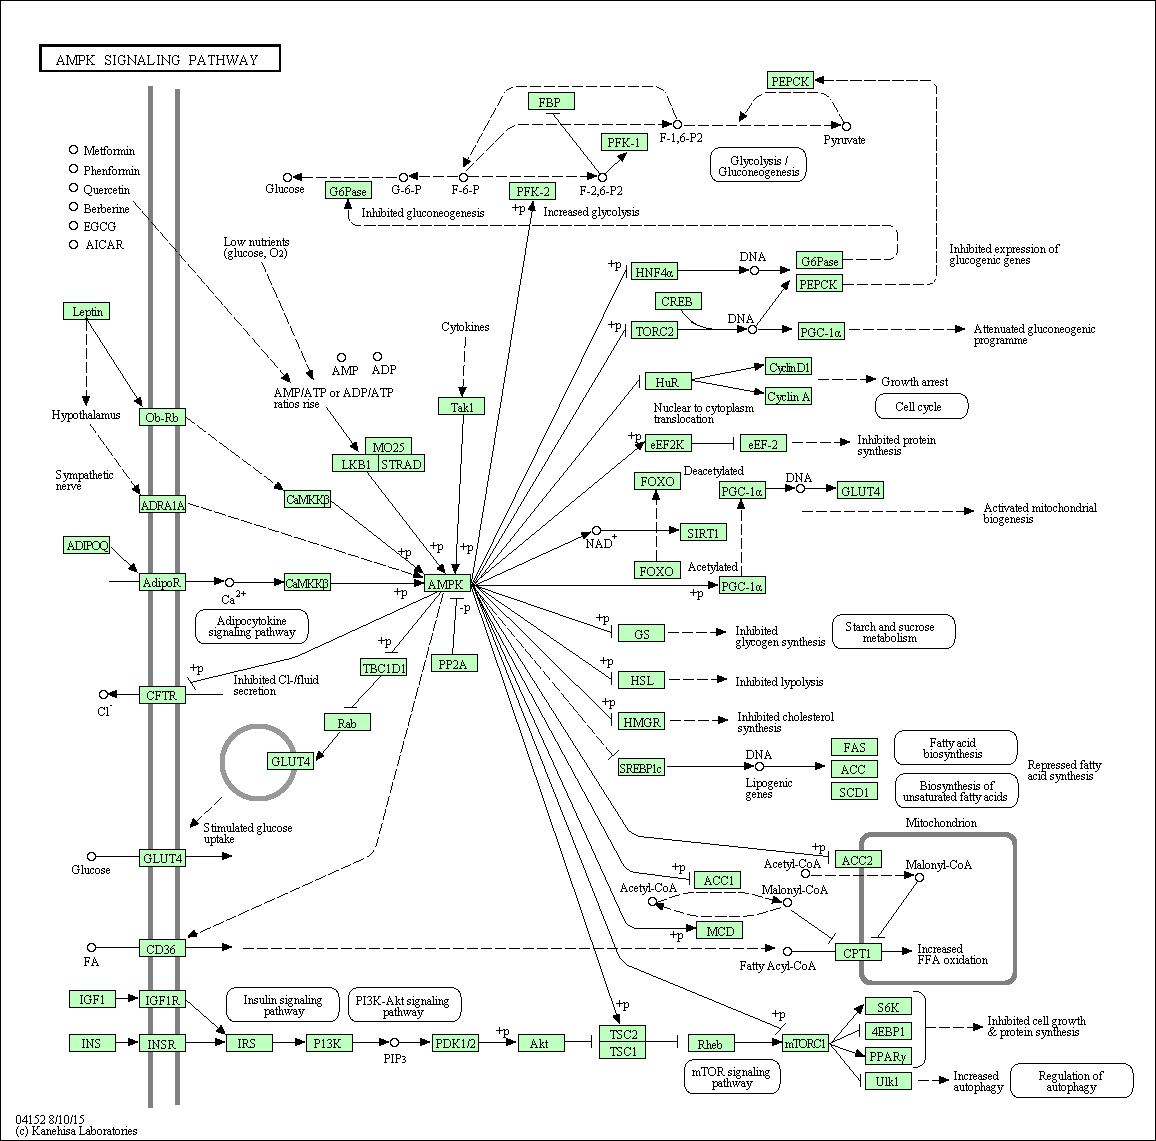 AMPK SIGNALING PATHWAY
PEPCK
FBP
Metformin
Phenformin
Quercetin
Berberine
EGCG
AICAR
F-1,6-P2
Pyruvate
PFK-1
Glycolysis /
Gluconeogenesis
Glucose
G6Pase
G-6-P
F-6-P
PFK-2
F-2,6-P2
+p
Inhibited gluconeogenesis
Increased glycolysis
Low nutrients
(glucose, O2)
Inhibited expression of
glucogenic genes
+p
HNF4α
DNA
G6Pase
PEPCK
CREB
+p
TORC2
DNA
PGC-1α
Attenuated gluconeogenic
programme
Leptin
Cytokines
AMP
ADP
AMP/ATP or ADP/ATP
ratios rise
HuR
CyclinD1
Cyclin A
Growth arrest
Cell cycle
Nuclear to cytoplasm
translocation
Tak1
Hypothalamus
Ob-Rb
MO25
LKB1
STRAD
+p
eEF2K
eEF-2
Inhibited protein
synthesis
Sympathetic
nerve
CaMKKβ
ADRA1A
FOXO
Deacetylated
PGC-1α
DNA
GLUT4
Activated mitochondrial
biogenesis
NAD+
SIRT1
ADIPOQ
+p
+p
+p
FOXO
Acetylated
AdipoR
Ca2+
CaMKKβ
+p
AMPK
-p
+p
PGC-1α
Adipocytokine
signaling pathway
+p
GS
Inhibited
glycogen synthesis
Starch and sucrose
metabolism
+p
TBC1D1
PP2A
+p
HSL
Inhibited lypolysis
+p
CFTR
Cl-
Inhibited Cl-/fluid
secretion
+p
HMGR
Inhibited cholesterol
synthesis
Rab
GLUT4
SREBP1c
DNA
Lipogenic
genes
FAS
ACC
SCD1
Fatty acid
biosynthesis
Biosynthesis of
unsaturated fatty acids
Repressed fatty
acid synthesis
Stimulated glucose
uptake
Mitochondrion
Glucose
GLUT4
+p
ACC2
Acetyl-CoA
Malonyl-CoA
+p
ACC1
Acetyl-CoA
Malonyl-CoA
+p
MCD
FA
CD36
Fatty Acyl-CoA
CPT1
Increased
FFA oxidation
IGF1
IGF1R
Insulin signaling
pathway
PI3K-Akt signaling
pathway
+p
+p
INS
INSR
IRS
P13K
PIP3
PDK1/2
+p
Akt
TSC2
TSC1
Rheb
mTORC1
S6K
4EBP1
PPARγ
Ulk1
Inhibited cell growth
& protein synthesis
mTOR signaling
pathway
Increased
autophagy
Regulation of
autophagy
04152 8/10/15
(c) Kanehisa Laboratories